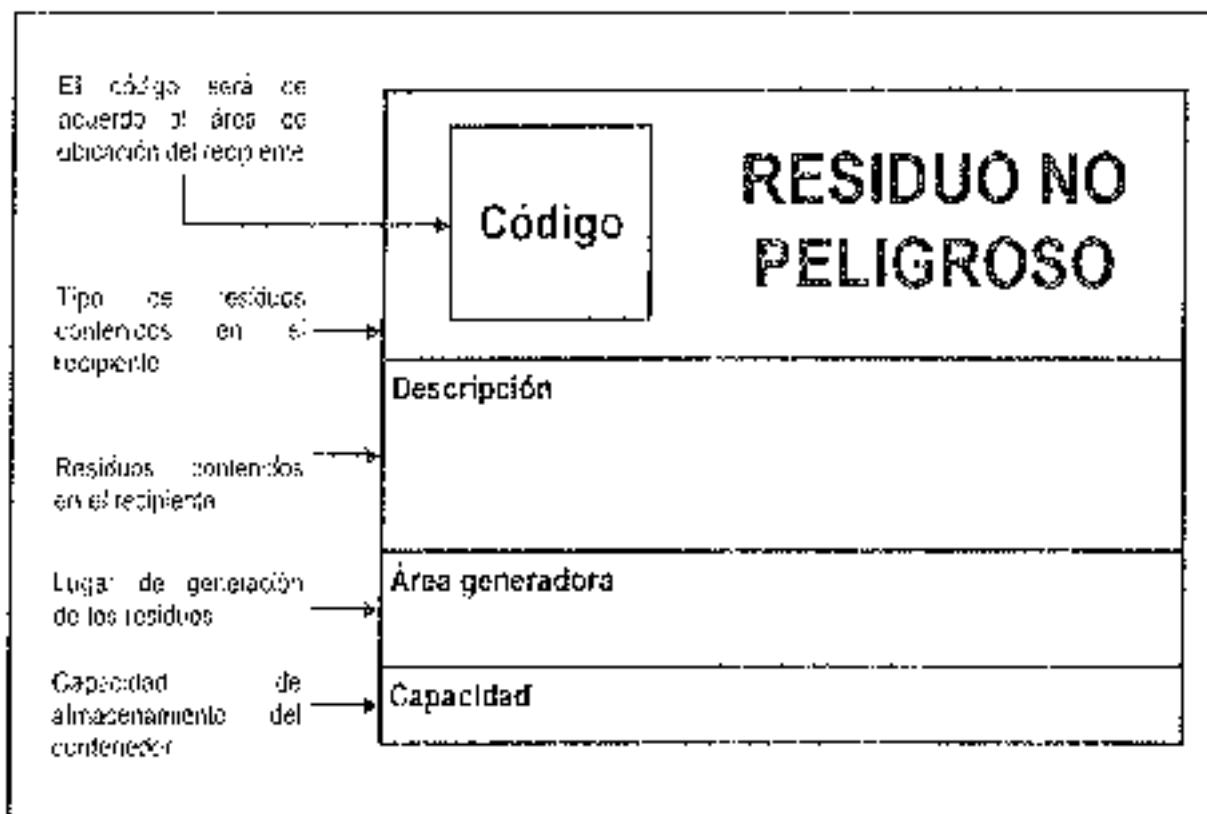 El código será de
acuerdo al área de
ubicación del recipiente
Código
RESIDUO NO
PELIGROSO
Tipo de residuos
contenidos en el
recipiente
Descripción
Residuos contenidos
en el recipiente
Área generadora
Lugar de generación
de los residuos
Capacidad
Capacidad de
almacenamiento del
contenedor